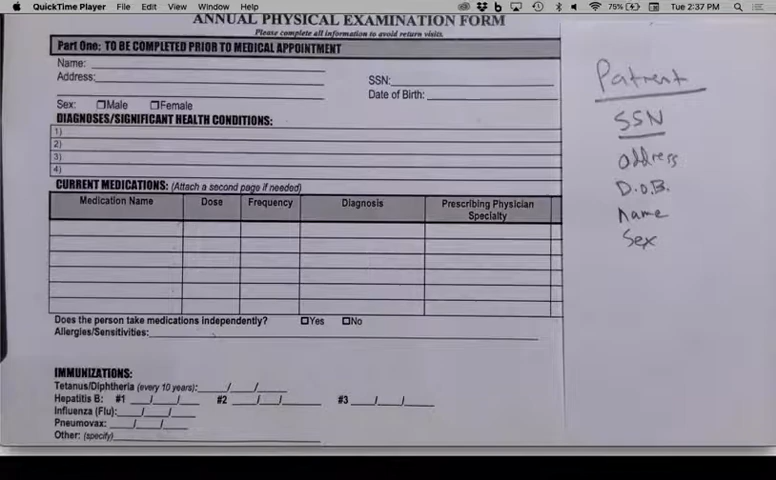 QuickTime Player File Edit View Window Help 75% Tue 2:37 PM
ANNUAL PHYSICAL EXAMINATION FORM
Please complete all information to avoid return visits.
Part One: TO BE COMPLETED PRIOR TO MEDICAL APPOINTMENT
Name:
Address: SSN:
Date of Birth:
Sex: Male Female
DIAGNOSES/SIGNIFICANT HEALTH CONDITIONS:
1)
2)
3)
4)
CURRENT MEDICATIONS: (Attach a second page if needed)
Medication Name Dose Frequency Diagnosis Prescribing Physician
Specialty
Does the person take medications independently? Yes No
Allergies/Sensitivities:
IMMUNIZATIONS:
Tetanus/Diphtheria (every 10 years): / /
Hepatitis B: #1 / / #2 / / #3 / /
Influenza (Flu): / /
Pneumovax: / /
Other: (specify)
Patient
SSN
address
D.O.B.
name
Sex